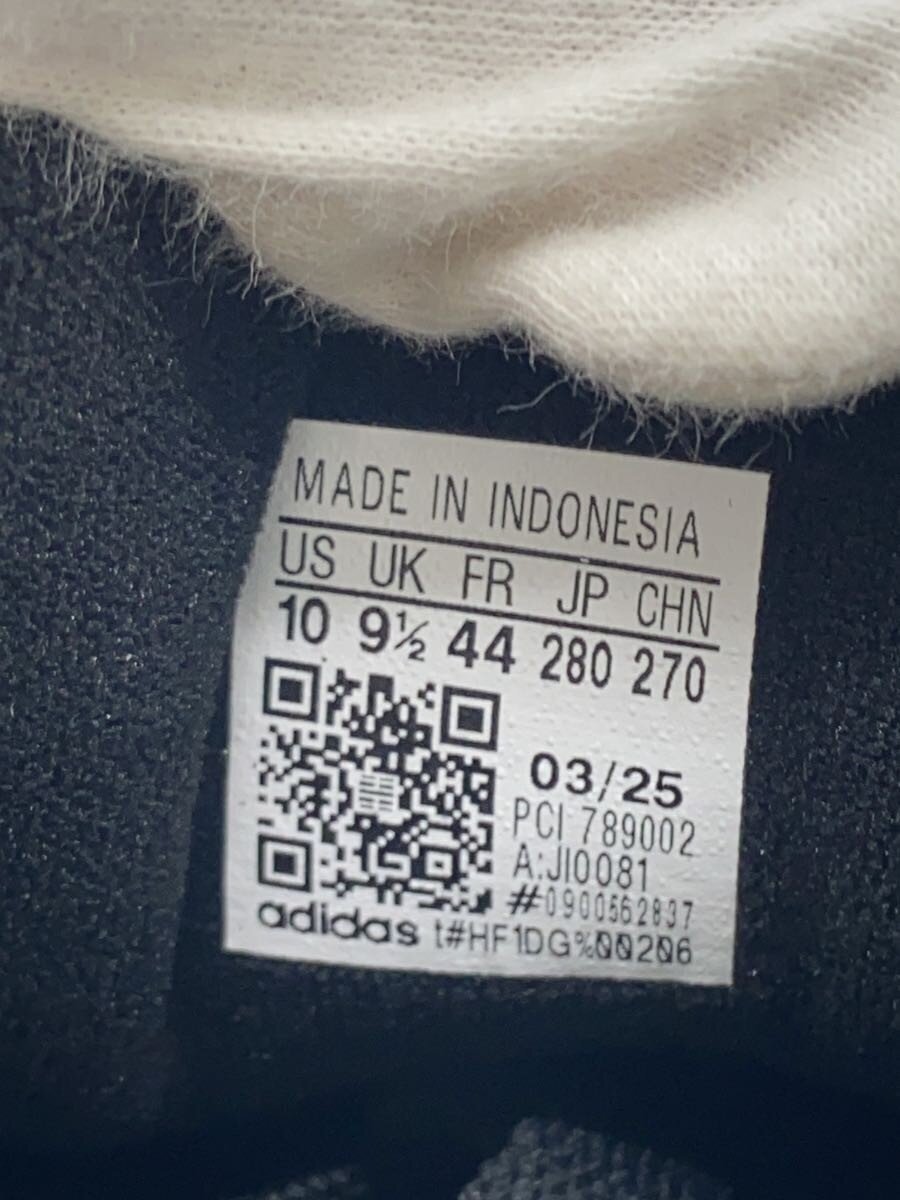 MADE IN INDONESIA
US UK FR JP CHN
10 9½ 44 280 270
03/25
PCI 789002
A:JI0081
#0900562837
adidas t#HF1DG%00206